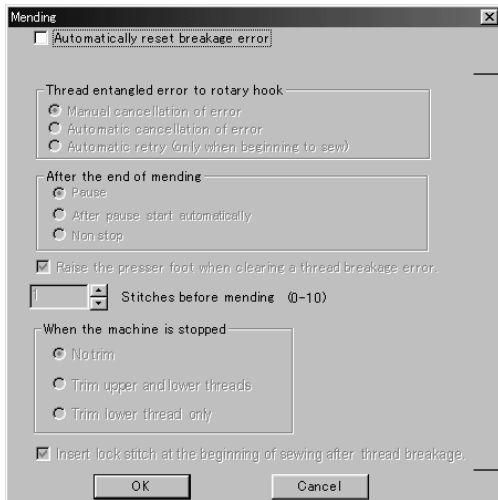 Mending
Automatically reset breakage error
Thread entangled error to rotary hook
Manual cancellation of error
Automatic cancellation of error
Automatic retry (only when beginning to sew)
After the end of mending
Pause
After pause start automatically
Non stop
Raise the presser foot when clearing a thread breakage error.
1 Stitches before mending (0-10)
When the machine is stopped
No trim
Trim upper and lower threads
Trim lower thread only
Insert lock stitch at the beginning of sewing after thread breakage.
OK Cancel